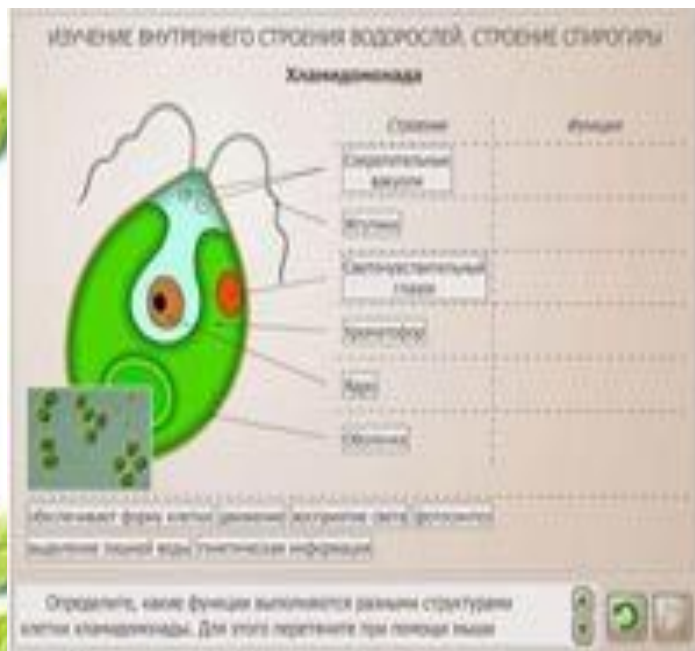 ИЗУЧЕНИЕ ВНУТРЕННЕГО СТРОЕНИЯ ВОДОРОСЛЕЙ. СТРОЕНИЕ СПИРОГИРЫ
Хламидомонада
Строение
Функции
Сократительные
вакуоли
Жгутики
Светочувствительный
глазок
Хроматофор
Ядро
Оболочка
обеспечивает форму клетки движение восприятие света фотосинтез
выделение лишней воды генетическая информация
Определите, какие функции выполняются разными структурами
клетки хламидомонады. Для этого перетяните при помощи мыши